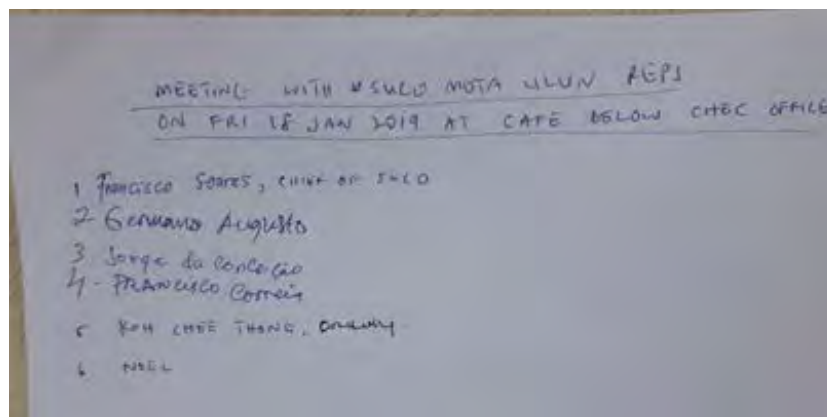 MEETING WITH SUCO MOTA ULUN REPS
ON FRI 18 JAN 2019 AT CAFE BELOW CHEC OFFICE
1 Francisco Soares, CHIEF OF SUCO
2 Germano Augusto
3 Jorge da Conceição
4- FRANCISCO Correia
5 KOH CHEE THONG,
6 NOEL